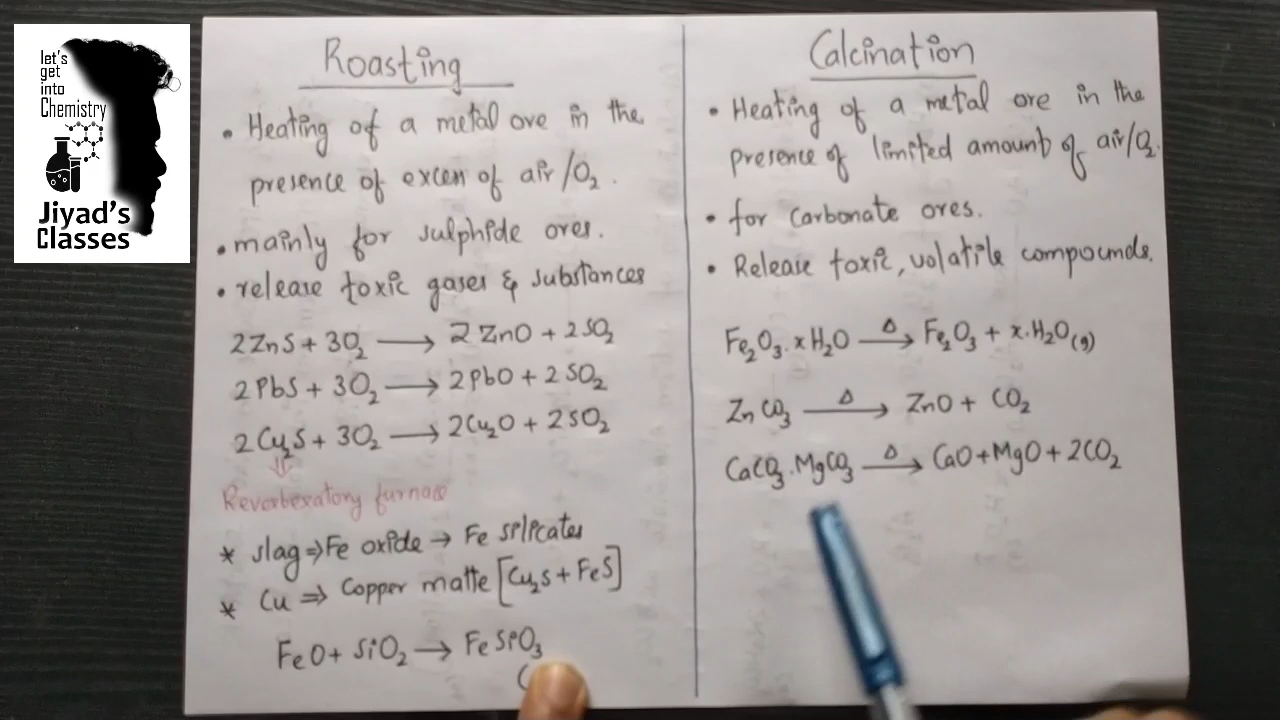 let's
get
into
Chemistry
Jiyad's
Classes
Roasting
• Heating of a metal ore in the
presence of excess of air/O₂.
• mainly for sulphide ores.
• release toxic gases & substances
2ZnS + 3O₂ ⟶ 2ZnO + 2SO₂
2PbS + 3O₂ ⟶ 2PbO + 2SO₂
2Cu₂S + 3O₂ ⟶ 2Cu₂O + 2SO₂
⇓
Reverberatory furnace
* slag ⇒ Fe oxide → Fe silicates
* Cu ⇒ Copper matte [Cu₂S + FeS]
FeO + SiO₂ ⟶ FeSiO₃
(
Calcination
• Heating of a metal ore in the
presence of limited amount of air/O₂.
• for carbonate ores.
• Release toxic, volatile compounds.
Fe₂O₃.xH₂O —Δ→ Fe₂O₃ + x.H₂O(g)
ZnCO₃ —Δ→ ZnO + CO₂
CaCO₃.MgCO₃ —Δ→ CaO + MgO + 2CO₂